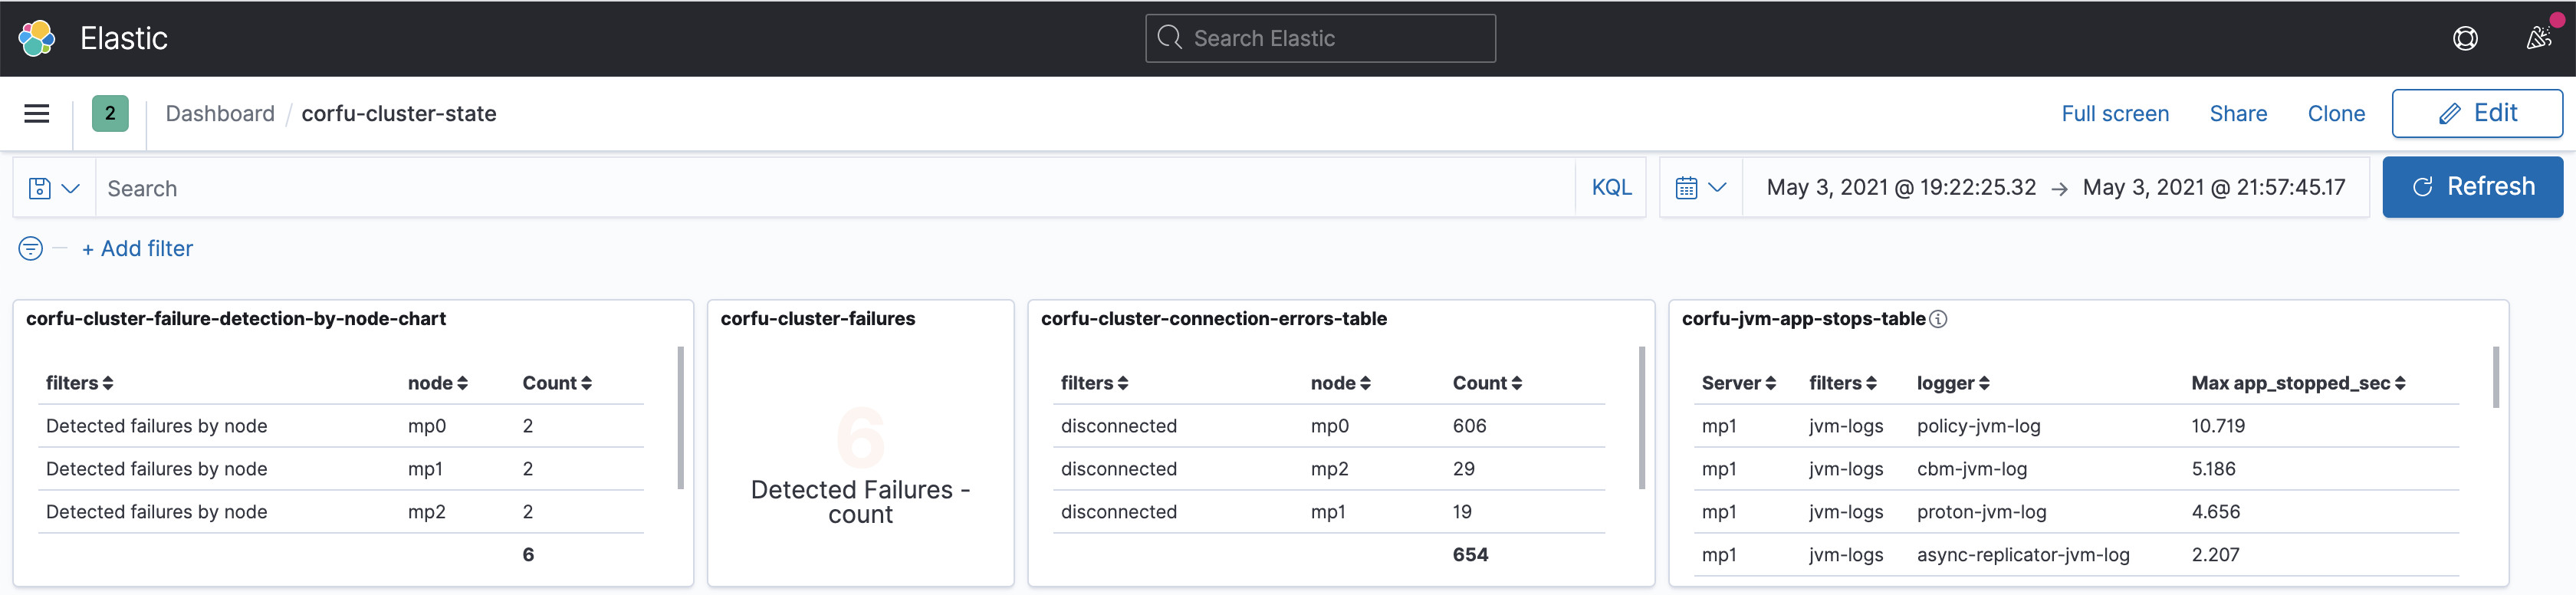 Elastic
Search Elastic
2
Dashboard / corfu-cluster-state
Full screen
Share
Clone
Edit
Search
KQL
May 3, 2021 @ 19:22:25.32 → May 3, 2021 @ 21:57:45.17
Refresh
+ Add filter
corfu-cluster-failure-detection-by-node-chart
filters node Count
Detected failures by node mp0 2
Detected failures by node mp1 2
Detected failures by node mp2 2
6
corfu-cluster-failures
6
Detected Failures -
count
corfu-cluster-connection-errors-table
filters node Count
disconnected mp0 606
disconnected mp2 29
disconnected mp1 19
654
corfu-jvm-app-stops-table
Server filters logger Max app_stopped_sec
mp1 jvm-logs policy-jvm-log 10.719
mp1 jvm-logs cbm-jvm-log 5.186
mp1 jvm-logs proton-jvm-log 4.656
mp1 jvm-logs async-replicator-jvm-log 2.207